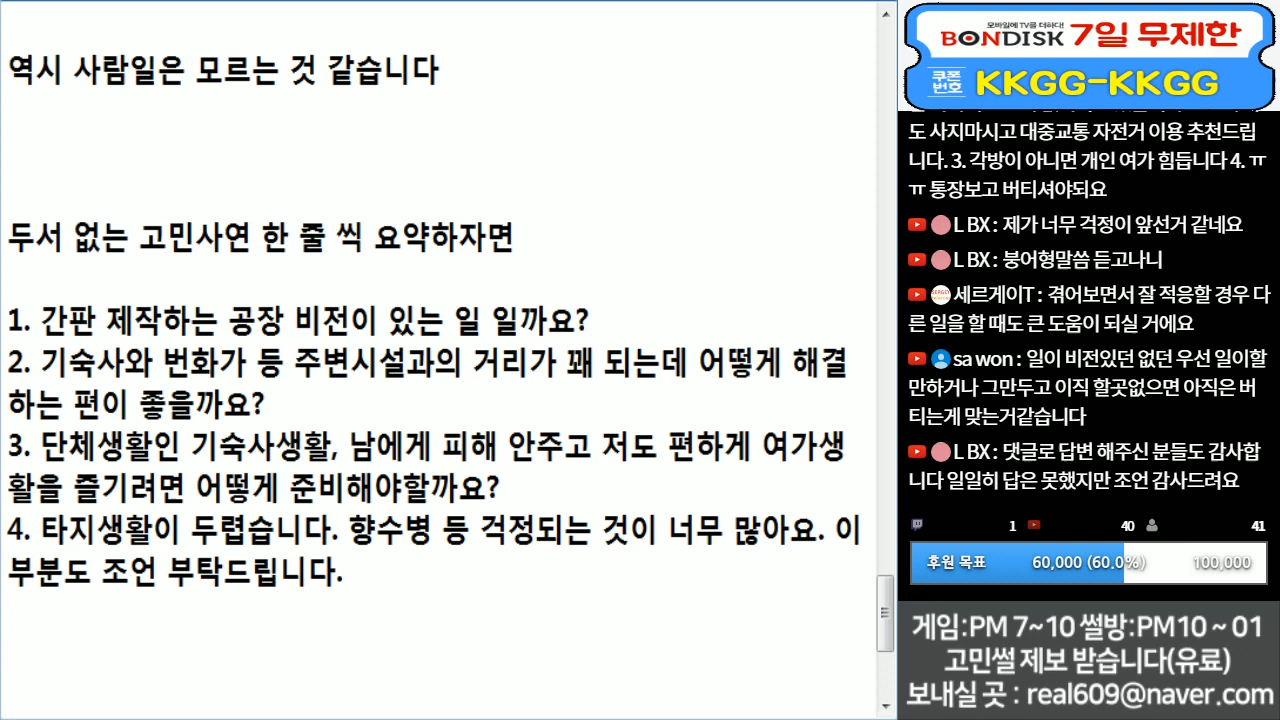 역시 사람일은 모르는 것 같습니다
두서 없는 고민사연 한 줄 씩 요약하자면
1. 간판 제작하는 공장 비전이 있는 일 일까요?
2. 기숙사와 번화가 등 주변시설과의 거리가 꽤 되는데 어떻게 해결
하는 편이 좋을까요?
3. 단체생활인 기숙사생활, 남에게 피해 안주고 저도 편하게 여가생
활을 즐기려면 어떻게 준비해야할까요?
4. 타지생활이 두렵습니다. 향수병 등 걱정되는 것이 너무 많아요. 이
부분도 조언 부탁드립니다.
모바일에 TV를 더하다!
BONDISK 7일 무제한
쿠폰
번호
KKGG-KKGG
도 사지마시고 대중교통 자전거 이용 추천드립
니다. 3. 각방이 아니면 개인 여가 힘듭니다 4. ㅠ
ㅠ 통장보고 버티셔야되요
L BX : 제가 너무 걱정이 앞선거 같네요
L BX : 붕어형말씀 듣고나니
세르게이T : 겪어보면서 잘 적응할 경우 다
른 일을 할 때도 큰 도움이 되실 거에요
sa won : 일이 비전있던 없던 우선 일이할
만하거나 그만두고 이직 할곳없으면 아직은 버
티는게 맞는거같습니다
L BX : 댓글로 답변 해주신 분들도 감사합
니다 일일히 답은 못했지만 조언 감사드려요
1 40 41
후원 목표 60,000 (60.0%) 100,000
게임:PM 7~10 썰방:PM10 ~ 01
고민썰 제보 받습니다(유료)
보내실 곳 : real609@naver.com